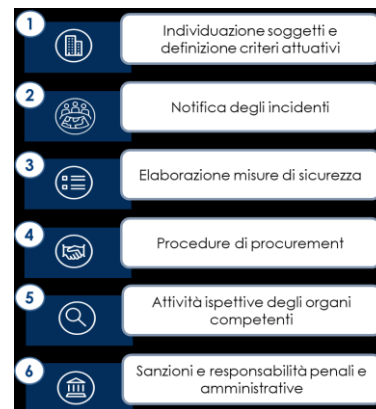 1
Individuazione soggetti e
definizione criteri attuativi
2
Notifica degli incidenti
3
Elaborazione misure di sicurezza
4
Procedure di procurement
5
Attività ispettive degli organi
competenti
6
Sanzioni e responsabilità penali e
amministrative